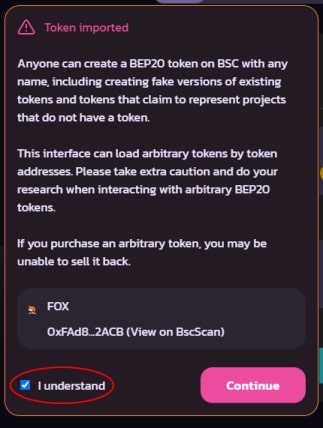 Token imported
Anyone can create a BEP20 token on BSC with any
name, including creating fake versions of existing
tokens and tokens that claim to represent projects
that do not have a token.
This interface can load arbitrary tokens by token
addresses. Please take extra caution and do your
research when interacting with arbitrary BEP20
tokens.
If you purchase an arbitrary token, you may be
unable to sell it back.
FOX
0xFAd8...2ACB (View on BscScan)
I understand
Continue